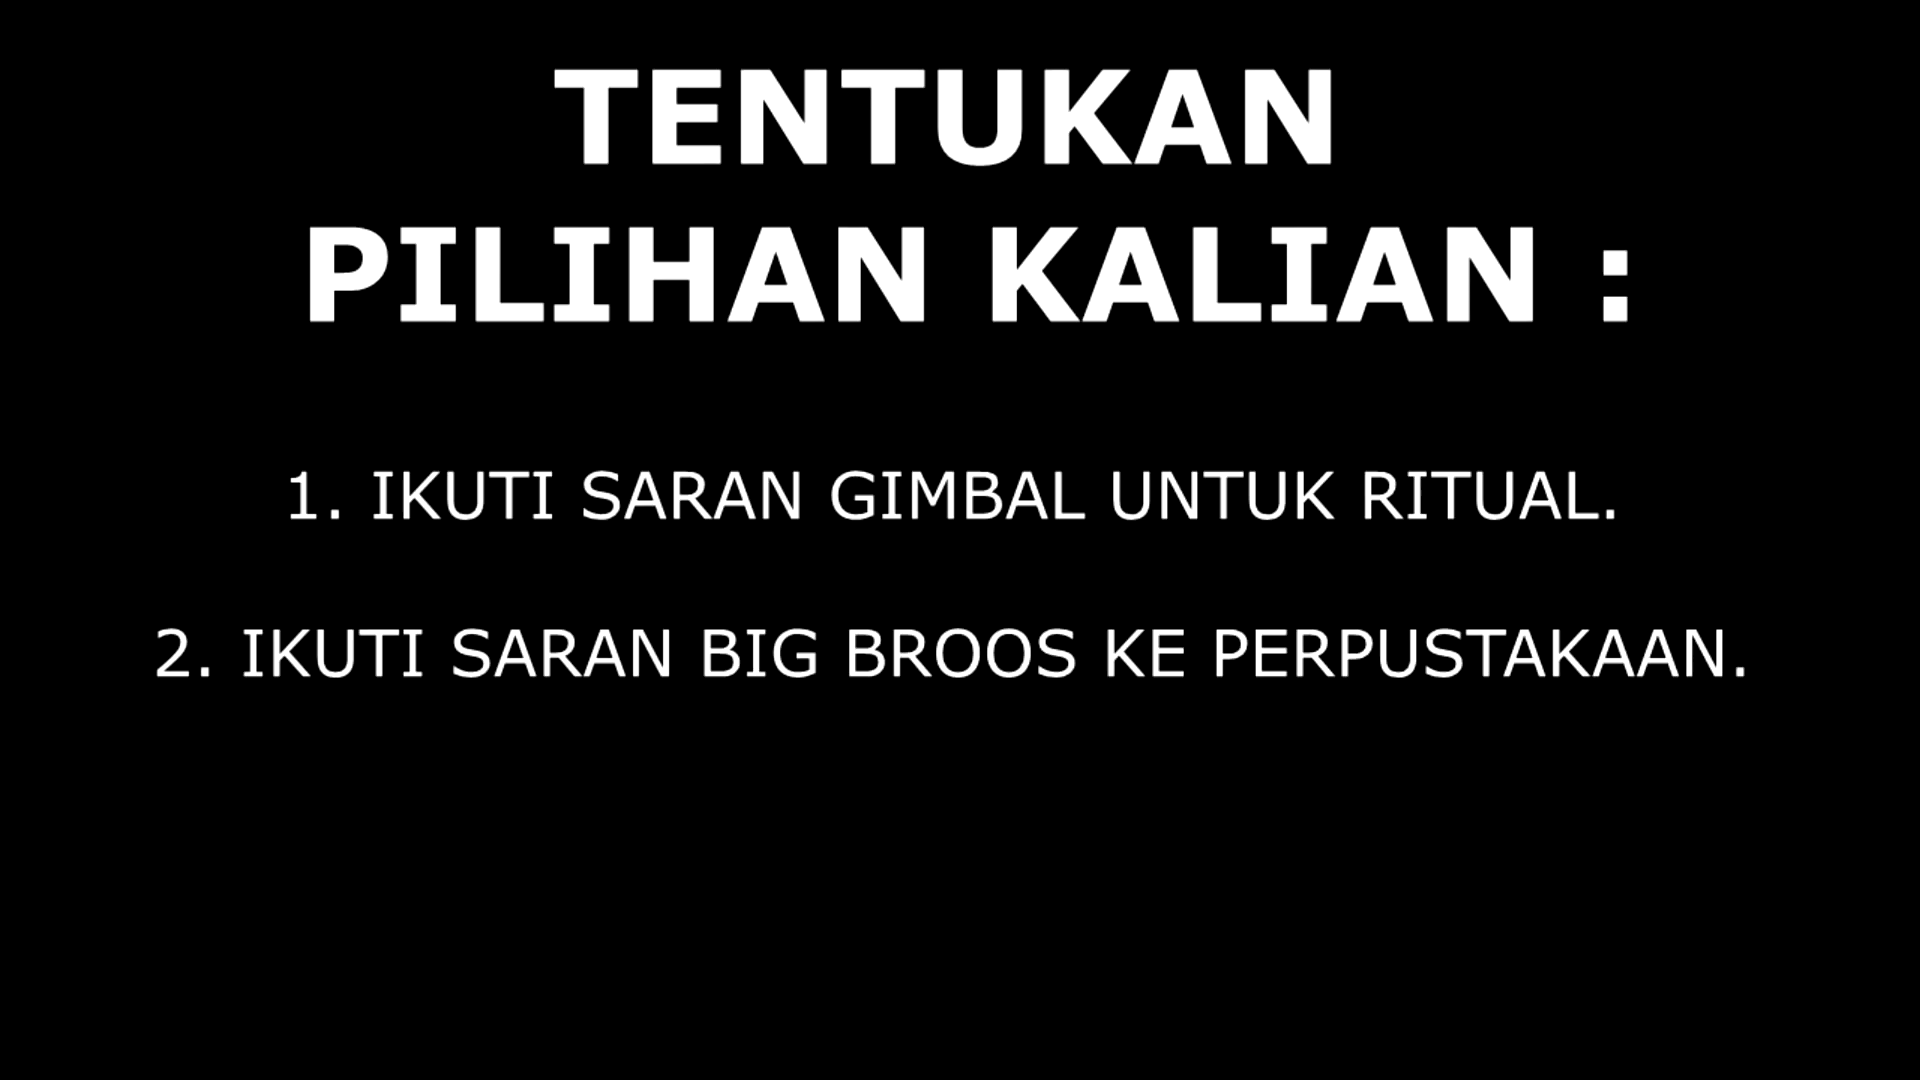 TENTUKAN
PILIHAN KALIAN :
1. IKUTI SARAN GIMBAL UNTUK RITUAL.
2. IKUTI SARAN BIG BROOS KE PERPUSTAKAAN.